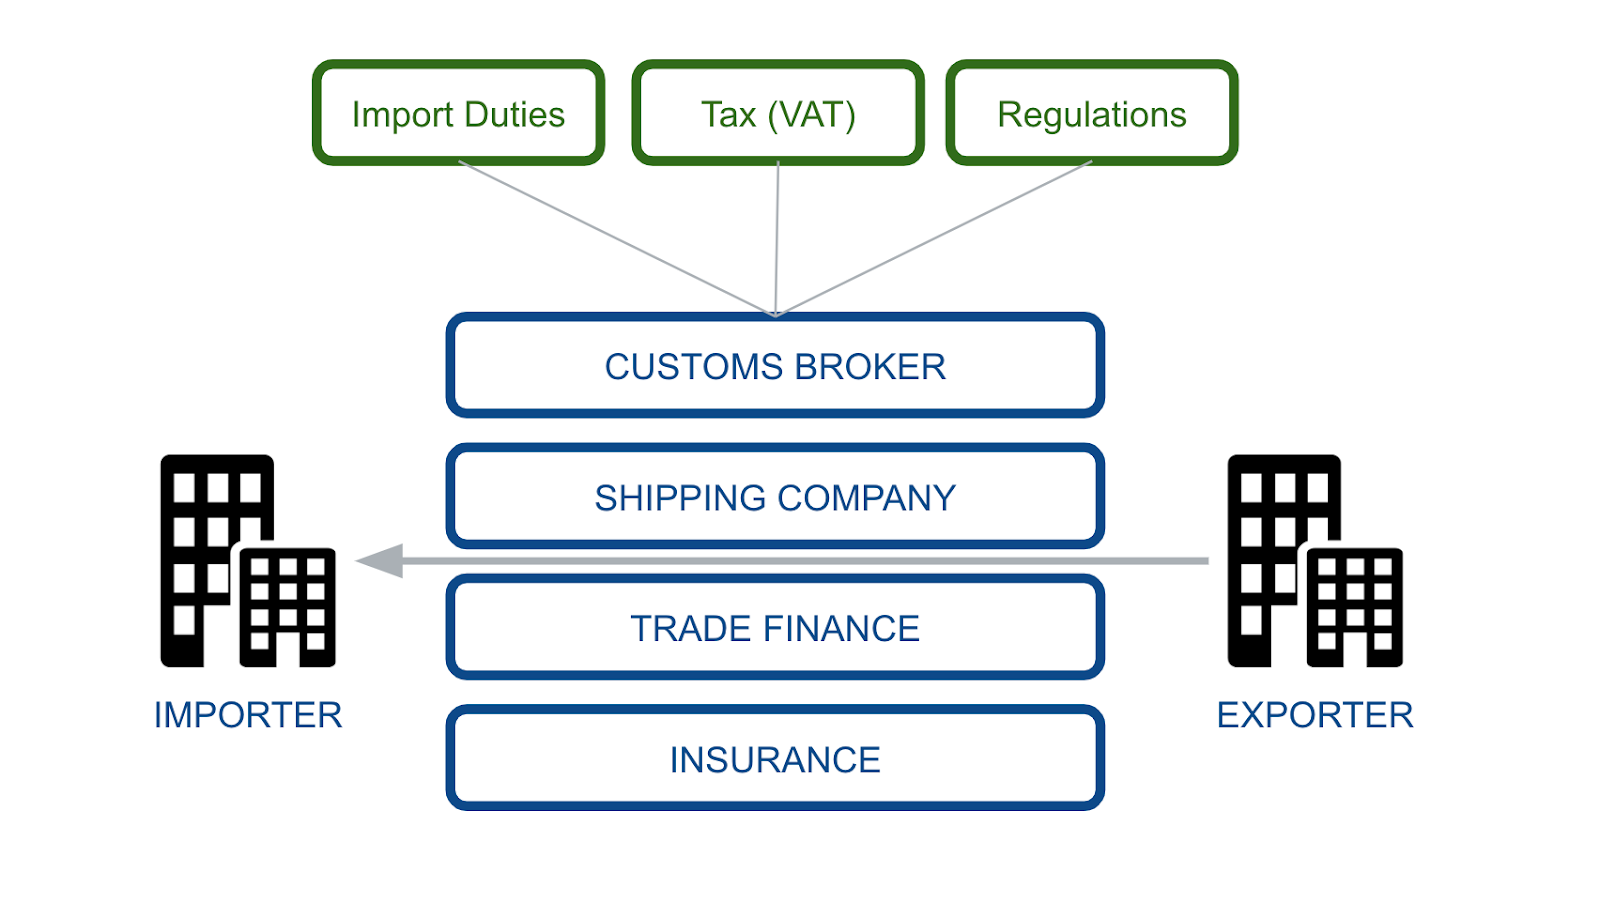 Import Duties
Tax (VAT)
Regulations
CUSTOMS BROKER
SHIPPING COMPANY
TRADE FINANCE
INSURANCE
IMPORTER
EXPORTER